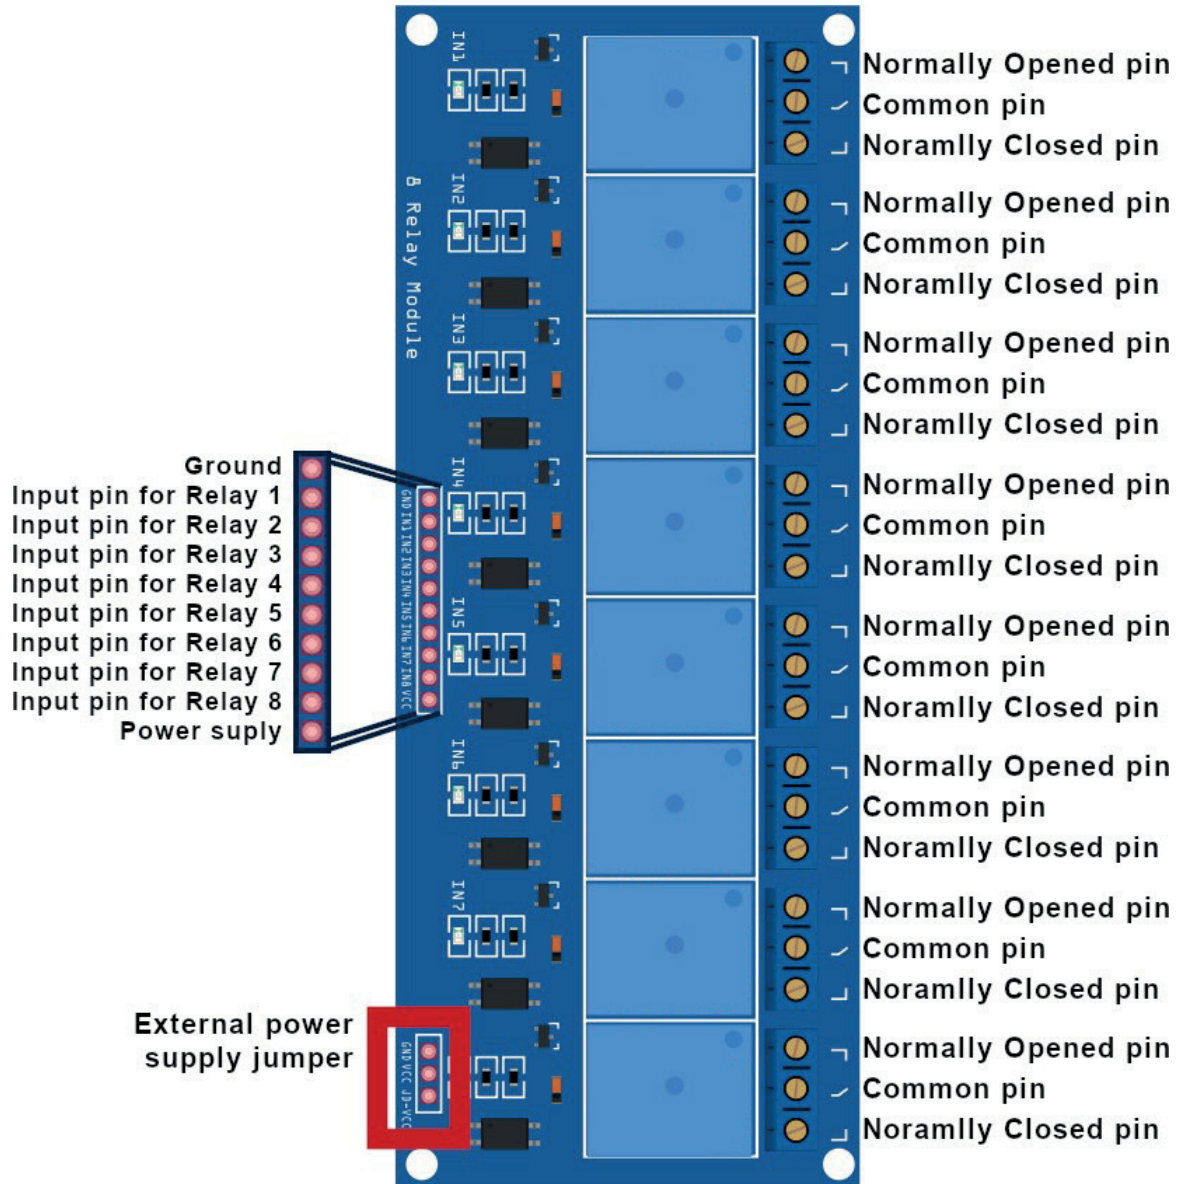 Normally Opened pin
Common pin
Noramlly Closed pin
Normally Opened pin
Common pin
Noramlly Closed pin
Normally Opened pin
Common pin
Noramlly Closed pin
Normally Opened pin
Common pin
Noramlly Closed pin
Normally Opened pin
Common pin
Noramlly Closed pin
Normally Opened pin
Common pin
Noramlly Closed pin
Normally Opened pin
Common pin
Noramlly Closed pin
Normally Opened pin
Common pin
Noramlly Closed pin
Ground
Input pin for Relay 1
Input pin for Relay 2
Input pin for Relay 3
Input pin for Relay 4
Input pin for Relay 5
Input pin for Relay 6
Input pin for Relay 7
Input pin for Relay 8
Power suply
External power
supply jumper
8 Relay Module
IN1
IN2
IN3
IN4
IN5
IN6
IN7
GND IN1 IN2 IN3 IN4 IN5 IN6 IN7 IN8 VCC
GND VCC JD-VCC